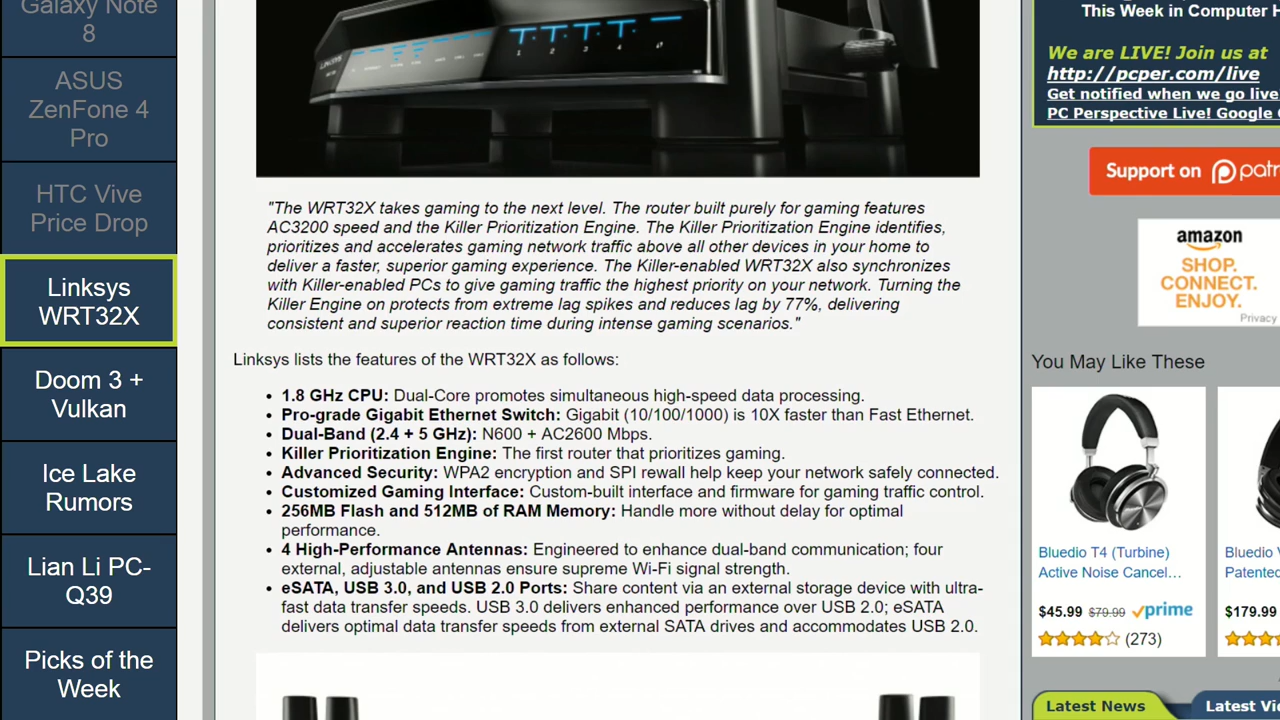 Galaxy Note
8
ASUS
ZenFone 4
Pro
HTC Vive
Price Drop
Linksys
WRT32X
Doom 3 +
Vulkan
Ice Lake
Rumors
Lian Li PC-
Q39
Picks of the
Week
1 2 3 4
"The WRT32X takes gaming to the next level. The router built purely for gaming features
AC3200 speed and the Killer Prioritization Engine. The Killer Prioritization Engine identifies,
prioritizes and accelerates gaming network traffic above all other devices in your home to
deliver a faster, superior gaming experience. The Killer-enabled WRT32X also synchronizes
with Killer-enabled PCs to give gaming traffic the highest priority on your network. Turning the
Killer Engine on protects from extreme lag spikes and reduces lag by 77%, delivering
consistent and superior reaction time during intense gaming scenarios."
Linksys lists the features of the WRT32X as follows:
• 1.8 GHz CPU: Dual-Core promotes simultaneous high-speed data processing.
• Pro-grade Gigabit Ethernet Switch: Gigabit (10/100/1000) is 10X faster than Fast Ethernet.
• Dual-Band (2.4 + 5 GHz): N600 + AC2600 Mbps.
• Killer Prioritization Engine: The first router that prioritizes gaming.
• Advanced Security: WPA2 encryption and SPI rewall help keep your network safely connected.
• Customized Gaming Interface: Custom-built interface and firmware for gaming traffic control.
• 256MB Flash and 512MB of RAM Memory: Handle more without delay for optimal
performance.
• 4 High-Performance Antennas: Engineered to enhance dual-band communication; four
external, adjustable antennas ensure supreme Wi-Fi signal strength.
• eSATA, USB 3.0, and USB 2.0 Ports: Share content via an external storage device with ultra-
fast data transfer speeds. USB 3.0 delivers enhanced performance over USB 2.0; eSATA
delivers optimal data transfer speeds from external SATA drives and accommodates USB 2.0.
This Week in Computer H
We are LIVE! Join us at
http://pcper.com/live
Get notified when we go live
PC Perspective Live! Google
Support on patr
amazon
SHOP.
CONNECT.
ENJOY.
Privacy
You May Like These
Bluedio T4 (Turbine)
Active Noise Cancel…
$45.99 $79.99 prime
(273)
Bluedio
Patented
$179.99
Latest News
Latest Vi